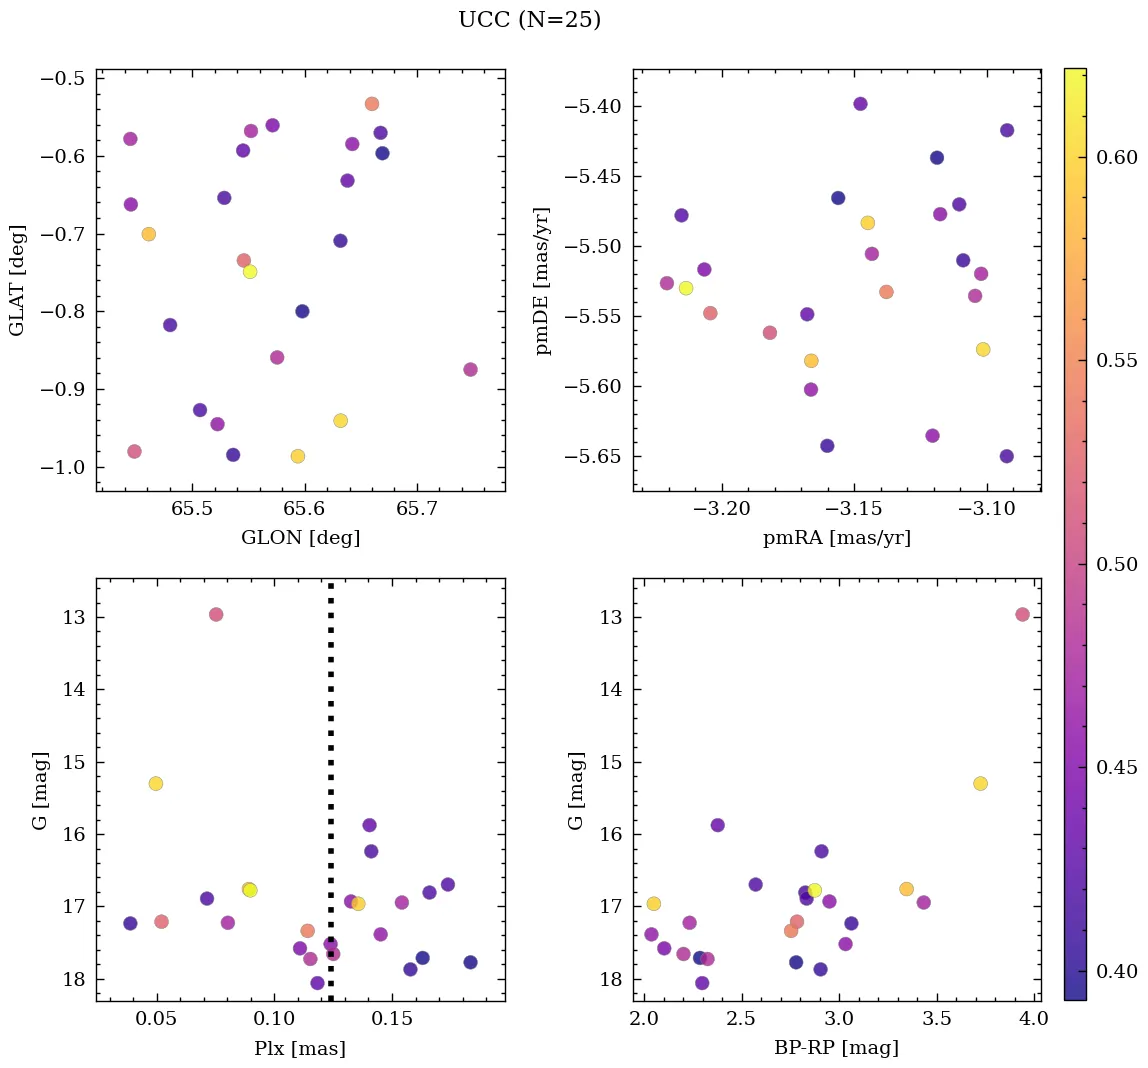 UCC (N=25)
−0.5
−0.6
−0.7
−0.8
−0.9
−1.0
GLAT [deg]
65.5 65.6 65.7
GLON [deg]
−5.40
−5.45
−5.50
−5.55
−5.60
−5.65
pmDE [mas/yr]
−3.20 −3.15 −3.10
pmRA [mas/yr]
13
14
15
16
17
18
G [mag]
0.05 0.10 0.15
Plx [mas]
13
14
15
16
17
18
G [mag]
2.0 2.5 3.0 3.5 4.0
BP-RP [mag]
0.60
0.55
0.50
0.45
0.40